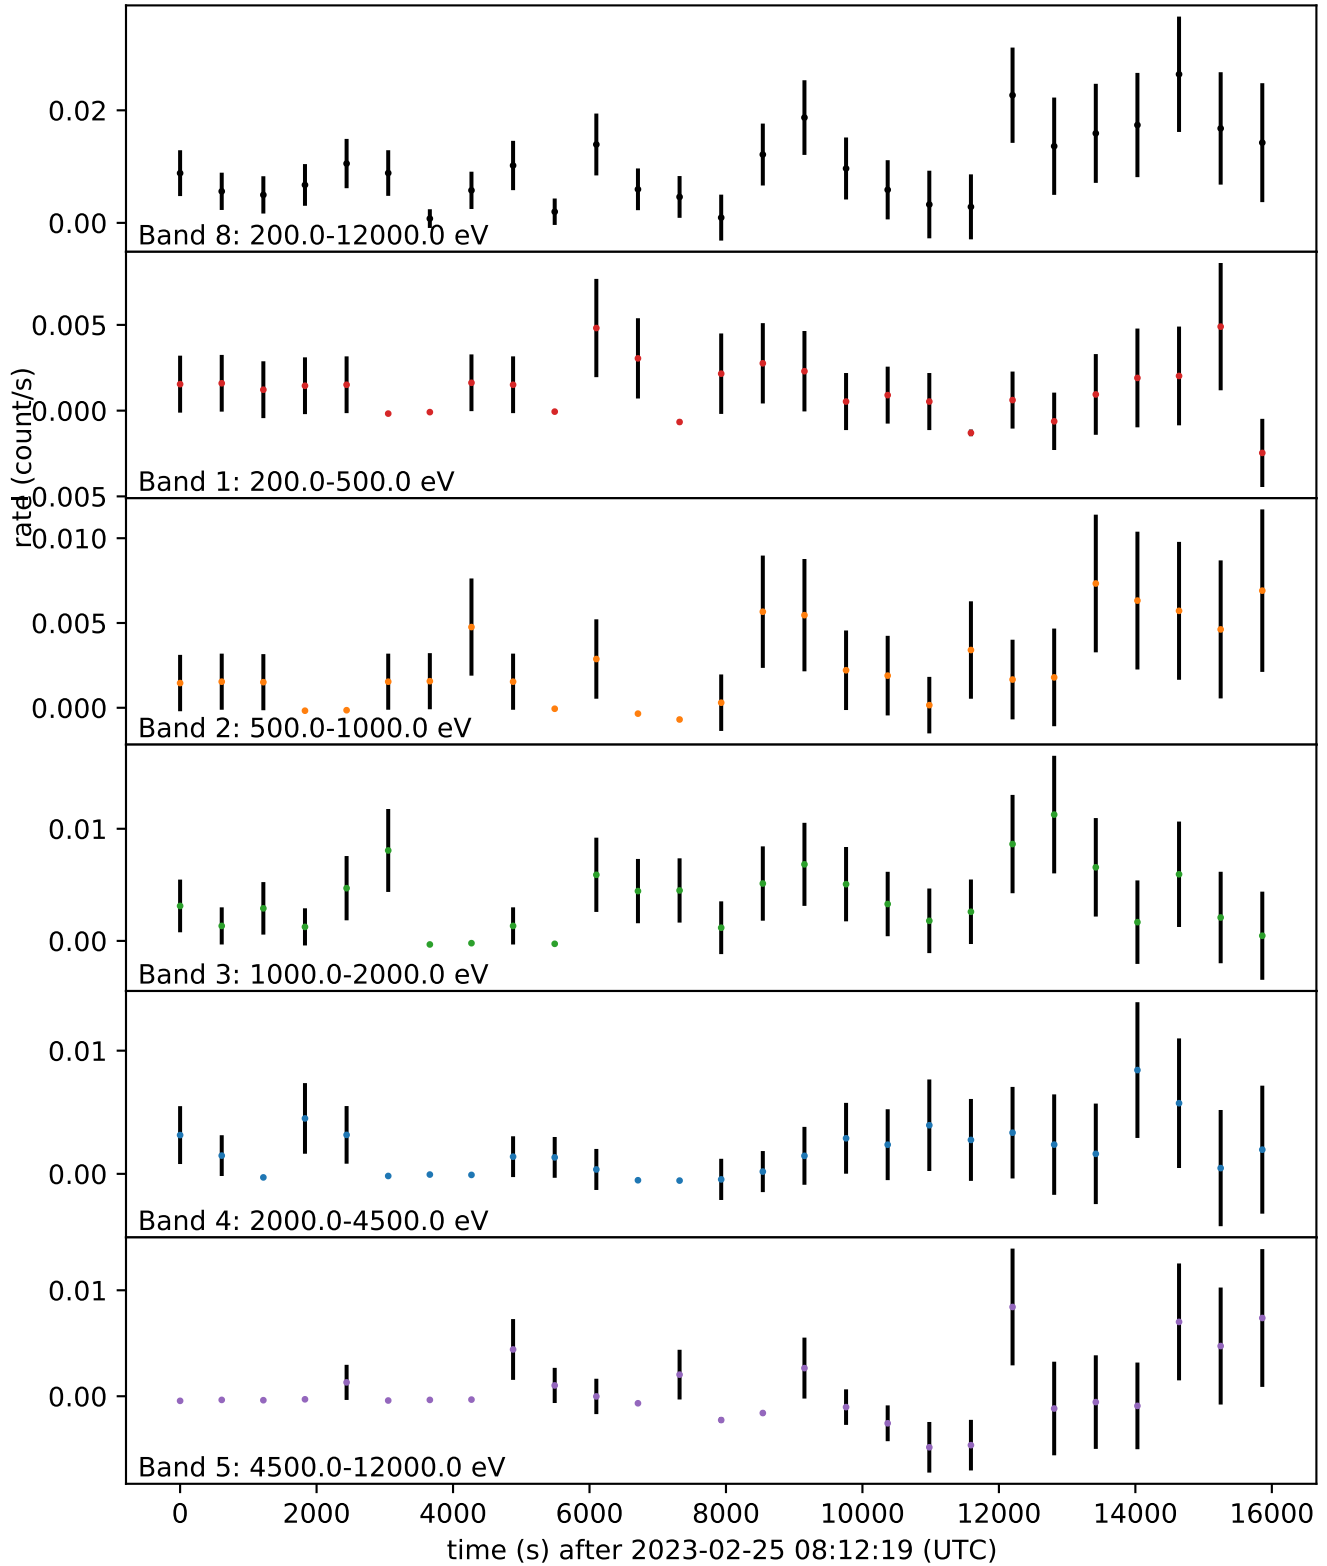 0.02
0.00
Band 8: 200.0-12000.0 eV
0.005
0.000
0.005
Band 1: 200.0-500.0 eV
rate (count/s)
0.010
0.005
0.000
Band 2: 500.0-1000.0 eV
0.01
0.00
Band 3: 1000.0-2000.0 eV
0.01
0.00
Band 4: 2000.0-4500.0 eV
0.01
0.00
Band 5: 4500.0-12000.0 eV
0 2000 4000 6000 8000 10000 12000 14000 16000
time (s) after 2023-02-25 08:12:19 (UTC)